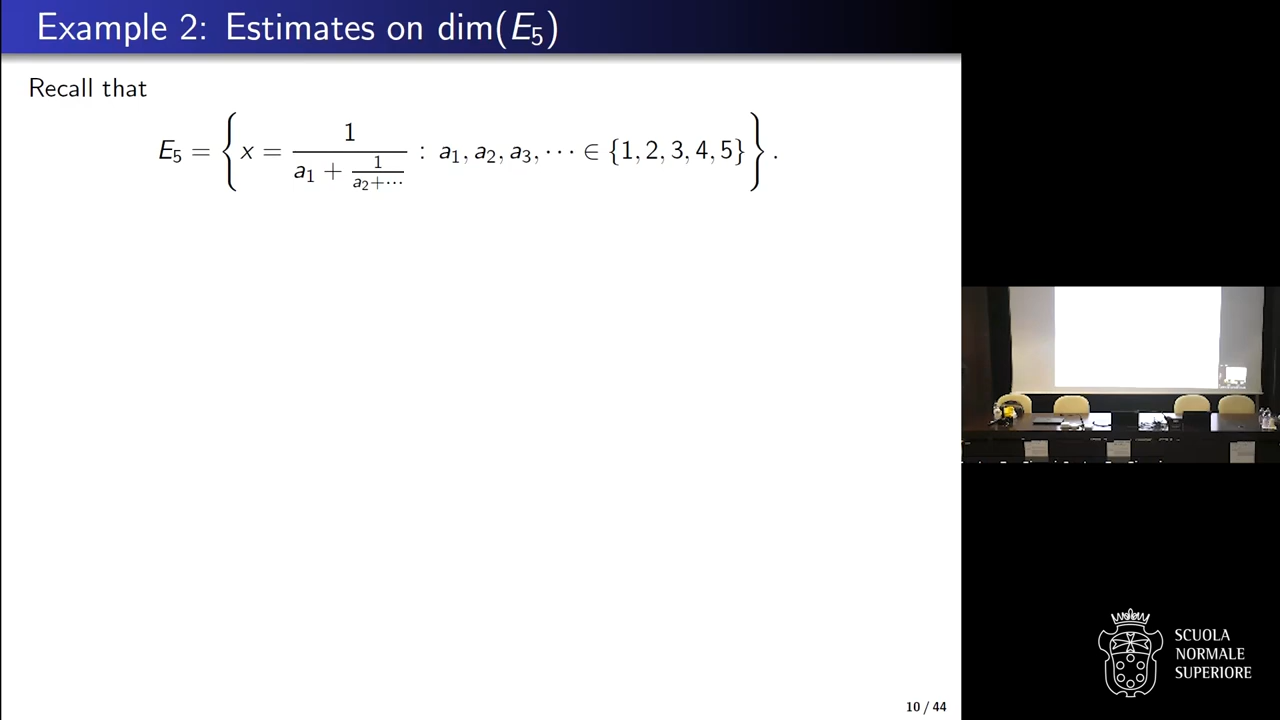 Example 2: Estimates on dim(E₅)
Recall that
E₅ = { x = 1 / (a₁ + 1 / (a₂+⋯)) : a₁, a₂, a₃, ⋯ ∈ {1, 2, 3, 4, 5} } .
SCUOLA
NORMALE
SUPERIORE
10 / 44